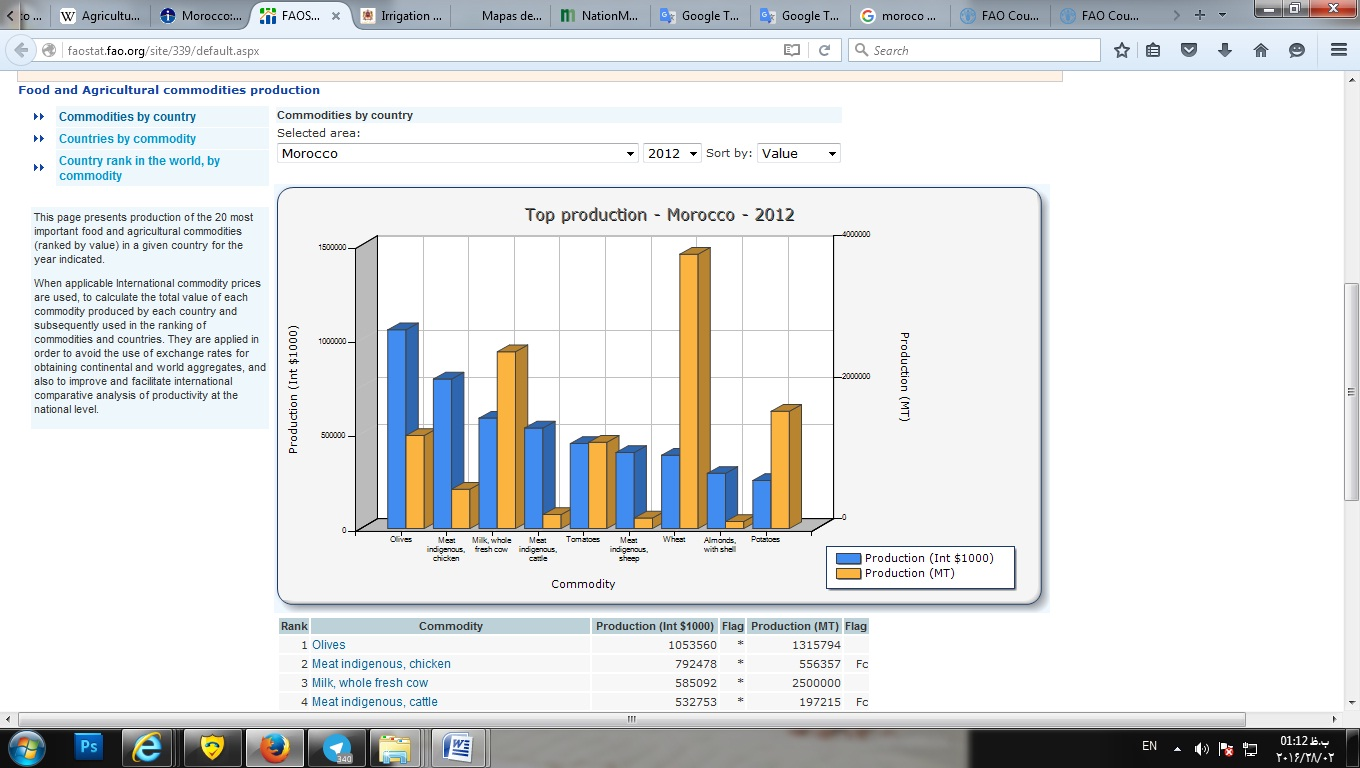 co ...
Agricultu...
Morocco:...
FAOS...
Irrigation ...
Mapas de...
NationM...
Google T...
Google T...
moroco ...
FAO Cou...
FAO Cou...
faostat.fao.org/site/339/default.aspx
Search
Food and Agricultural commodities production
Commodities by country
Countries by commodity
Country rank in the world, by
commodity
This page presents production of the 20 most
important food and agricultural commodities
(ranked by value) in a given country for the
year indicated.
When applicable International commodity prices
are used, to calculate the total value of each
commodity produced by each country and
subsequently used in the ranking of
commodities and countries. They are applied in
order to avoid the use of exchange rates for
obtaining continental and world aggregates, and
also to improve and facilitate international
comparative analysis of productivity at the
national level.
Commodities by country
Selected area:
Morocco 2012 Sort by: Value
Top production - Morocco - 2012
1500000
1000000
500000
0
Production (Int $1000)
4000000
2000000
0
Production (MT)
Olives
Meat
indigenous,
chicken
Milk, whole
fresh cow
Meat
indigenous,
cattle
Tomatoes
Meat
indigenous,
sheep
Wheat
Almonds,
with shell
Potatoes
Commodity
Production (Int $1000)
Production (MT)
Rank Commodity Production (Int $1000) Flag Production (MT) Flag
1 Olives 1053560 * 1315794
2 Meat indigenous, chicken 792478 * 556357 Fc
3 Milk, whole fresh cow 585092 * 2500000
4 Meat indigenous, cattle 532753 * 197215 Fc
Ps
340
EN
01:12 ب.ظ
۲۰۱۶/۲۸/۰۲